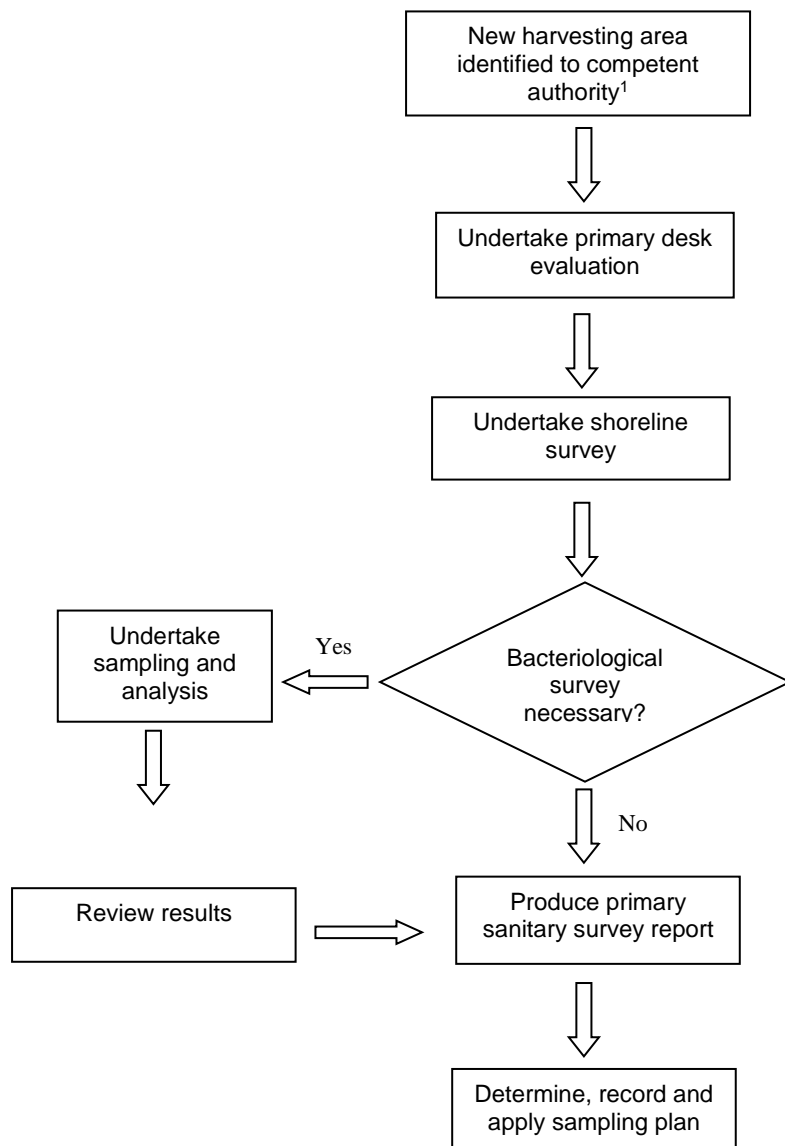 New harvesting area
identified to competent
authority¹
Undertake primary desk
evaluation
Undertake shoreline
survey
Bacteriological
survey
necessary?
Yes
Undertake
sampling and
analysis
No
Review results
Produce primary
sanitary survey report
Determine, record and
apply sampling plan